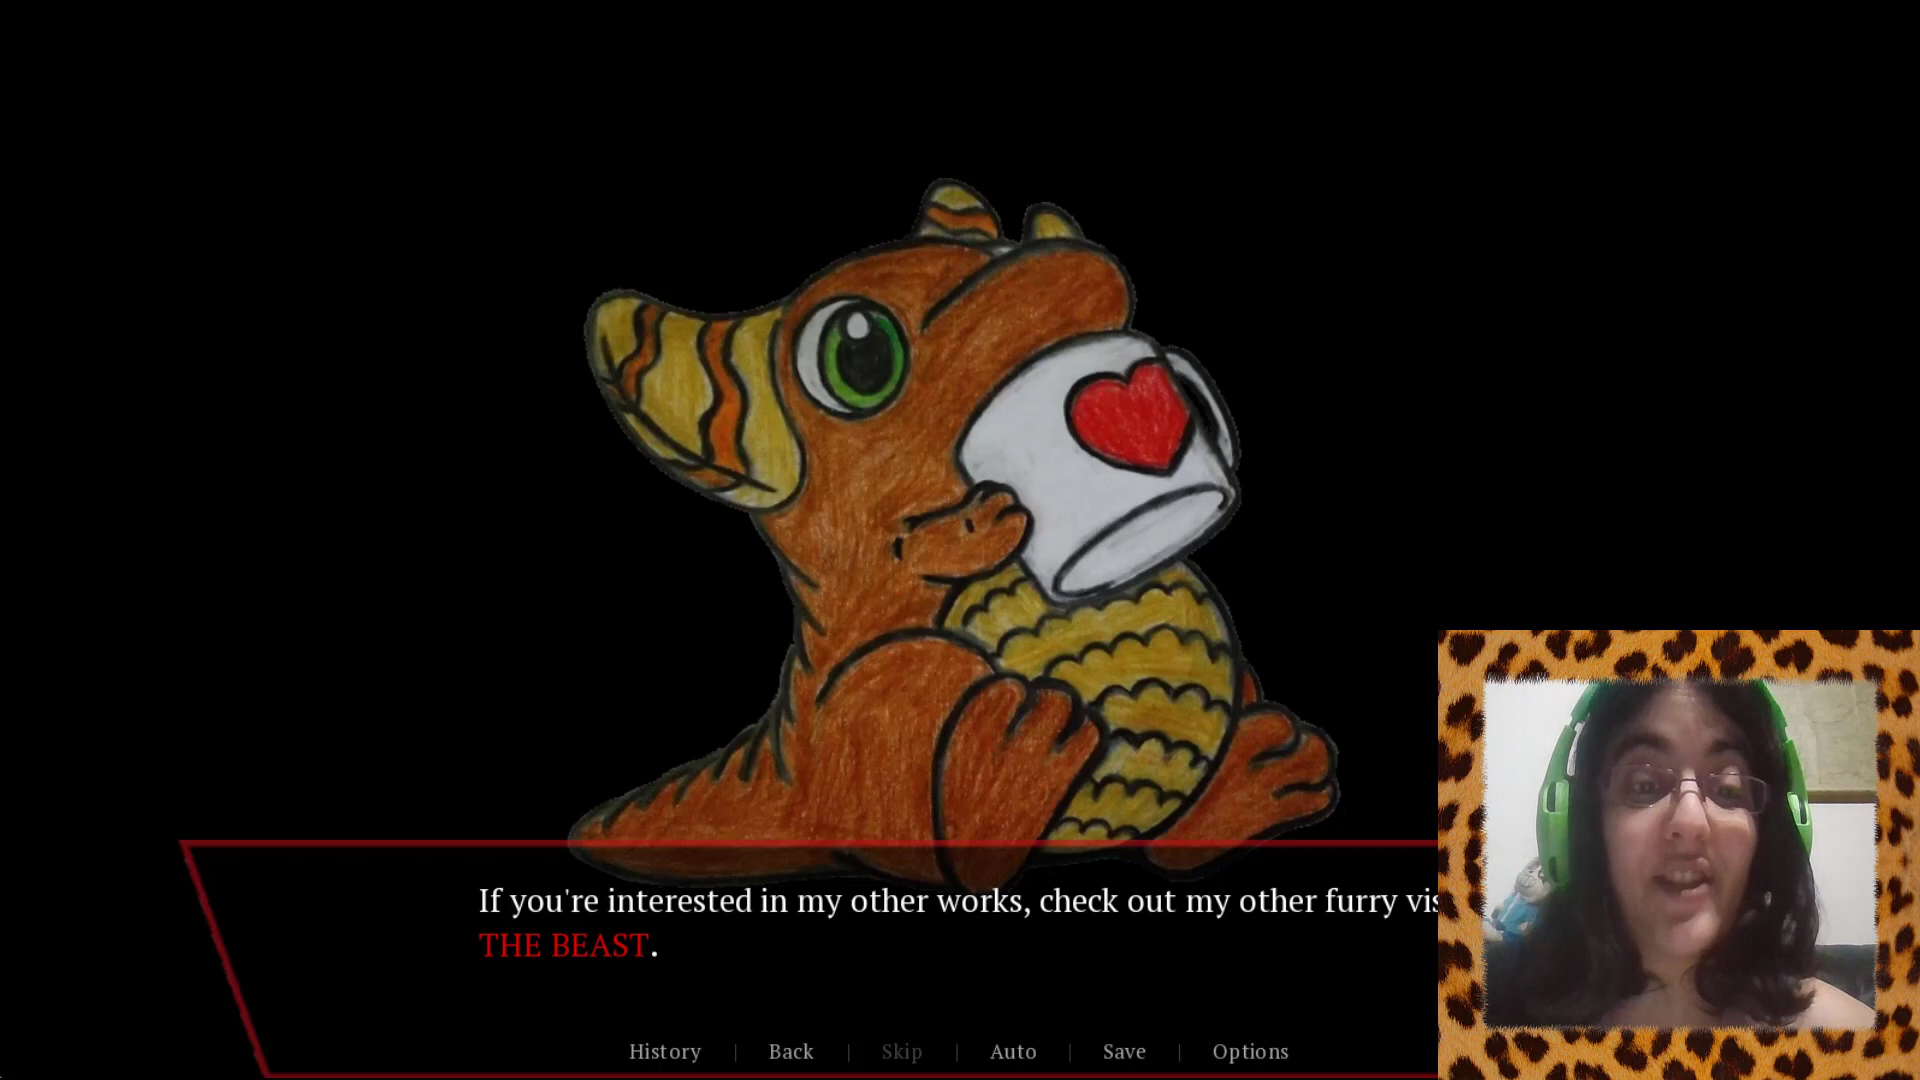 If you're interested in my other works, check out my other furry
THE BEAST.
History | Back | Skip | Auto | Save | Options